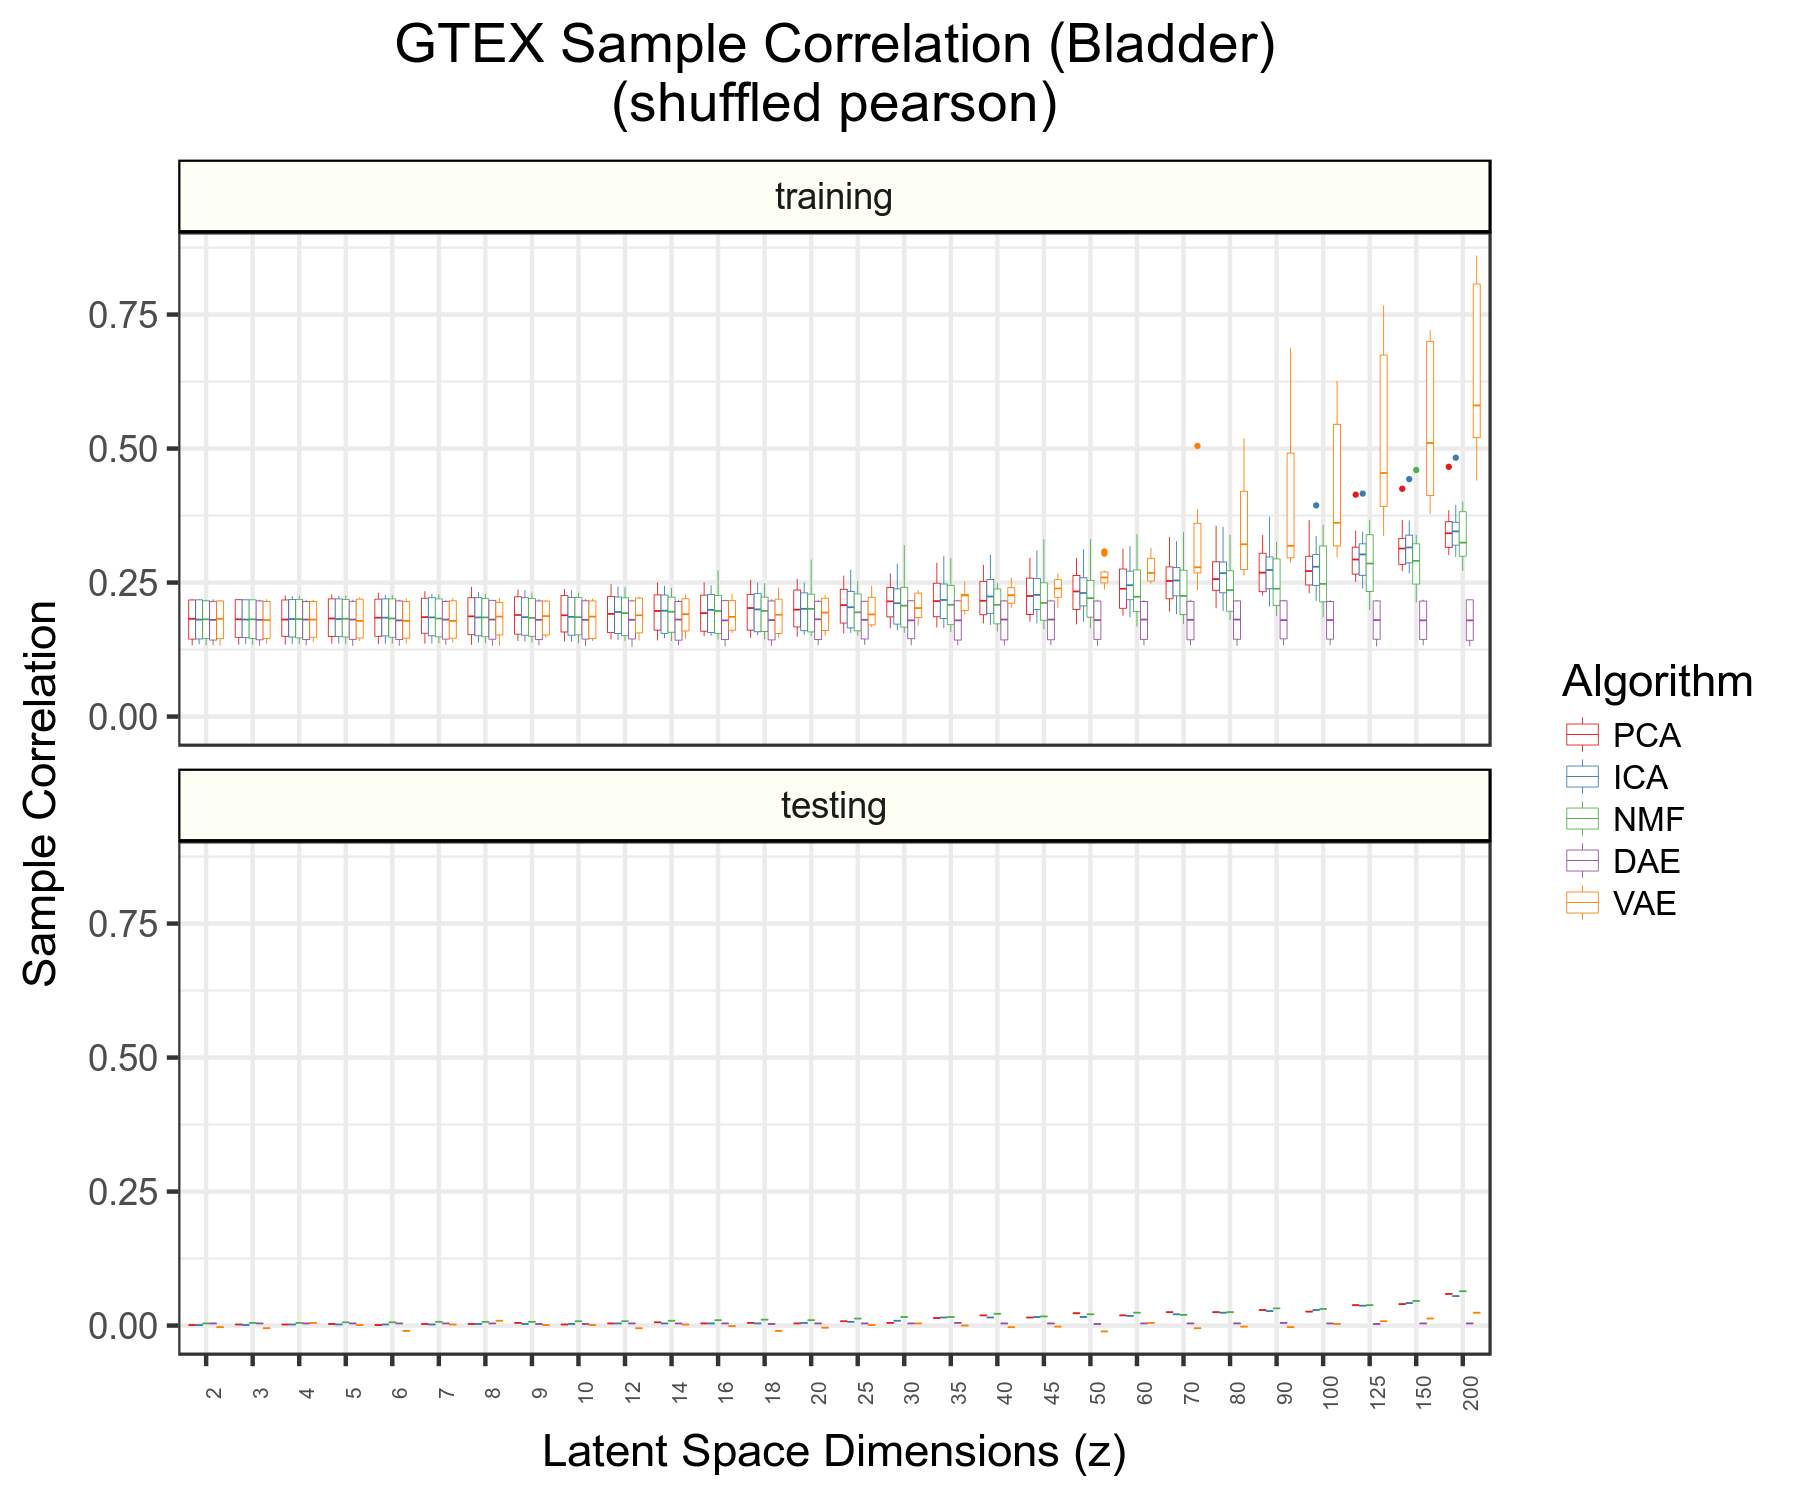 GTEX Sample Correlation (Bladder)
(shuffled pearson)
training
0.75
0.50
0.25
0.00
testing
0.75
0.50
0.25
0.00
Sample Correlation
2 3 4 5 6 7 8 9 10 12 14 16 18 20 25 30 35 40 45 50 60 70 80 90 100 125 150 200
Latent Space Dimensions (z)
Algorithm
PCA
ICA
NMF
DAE
VAE